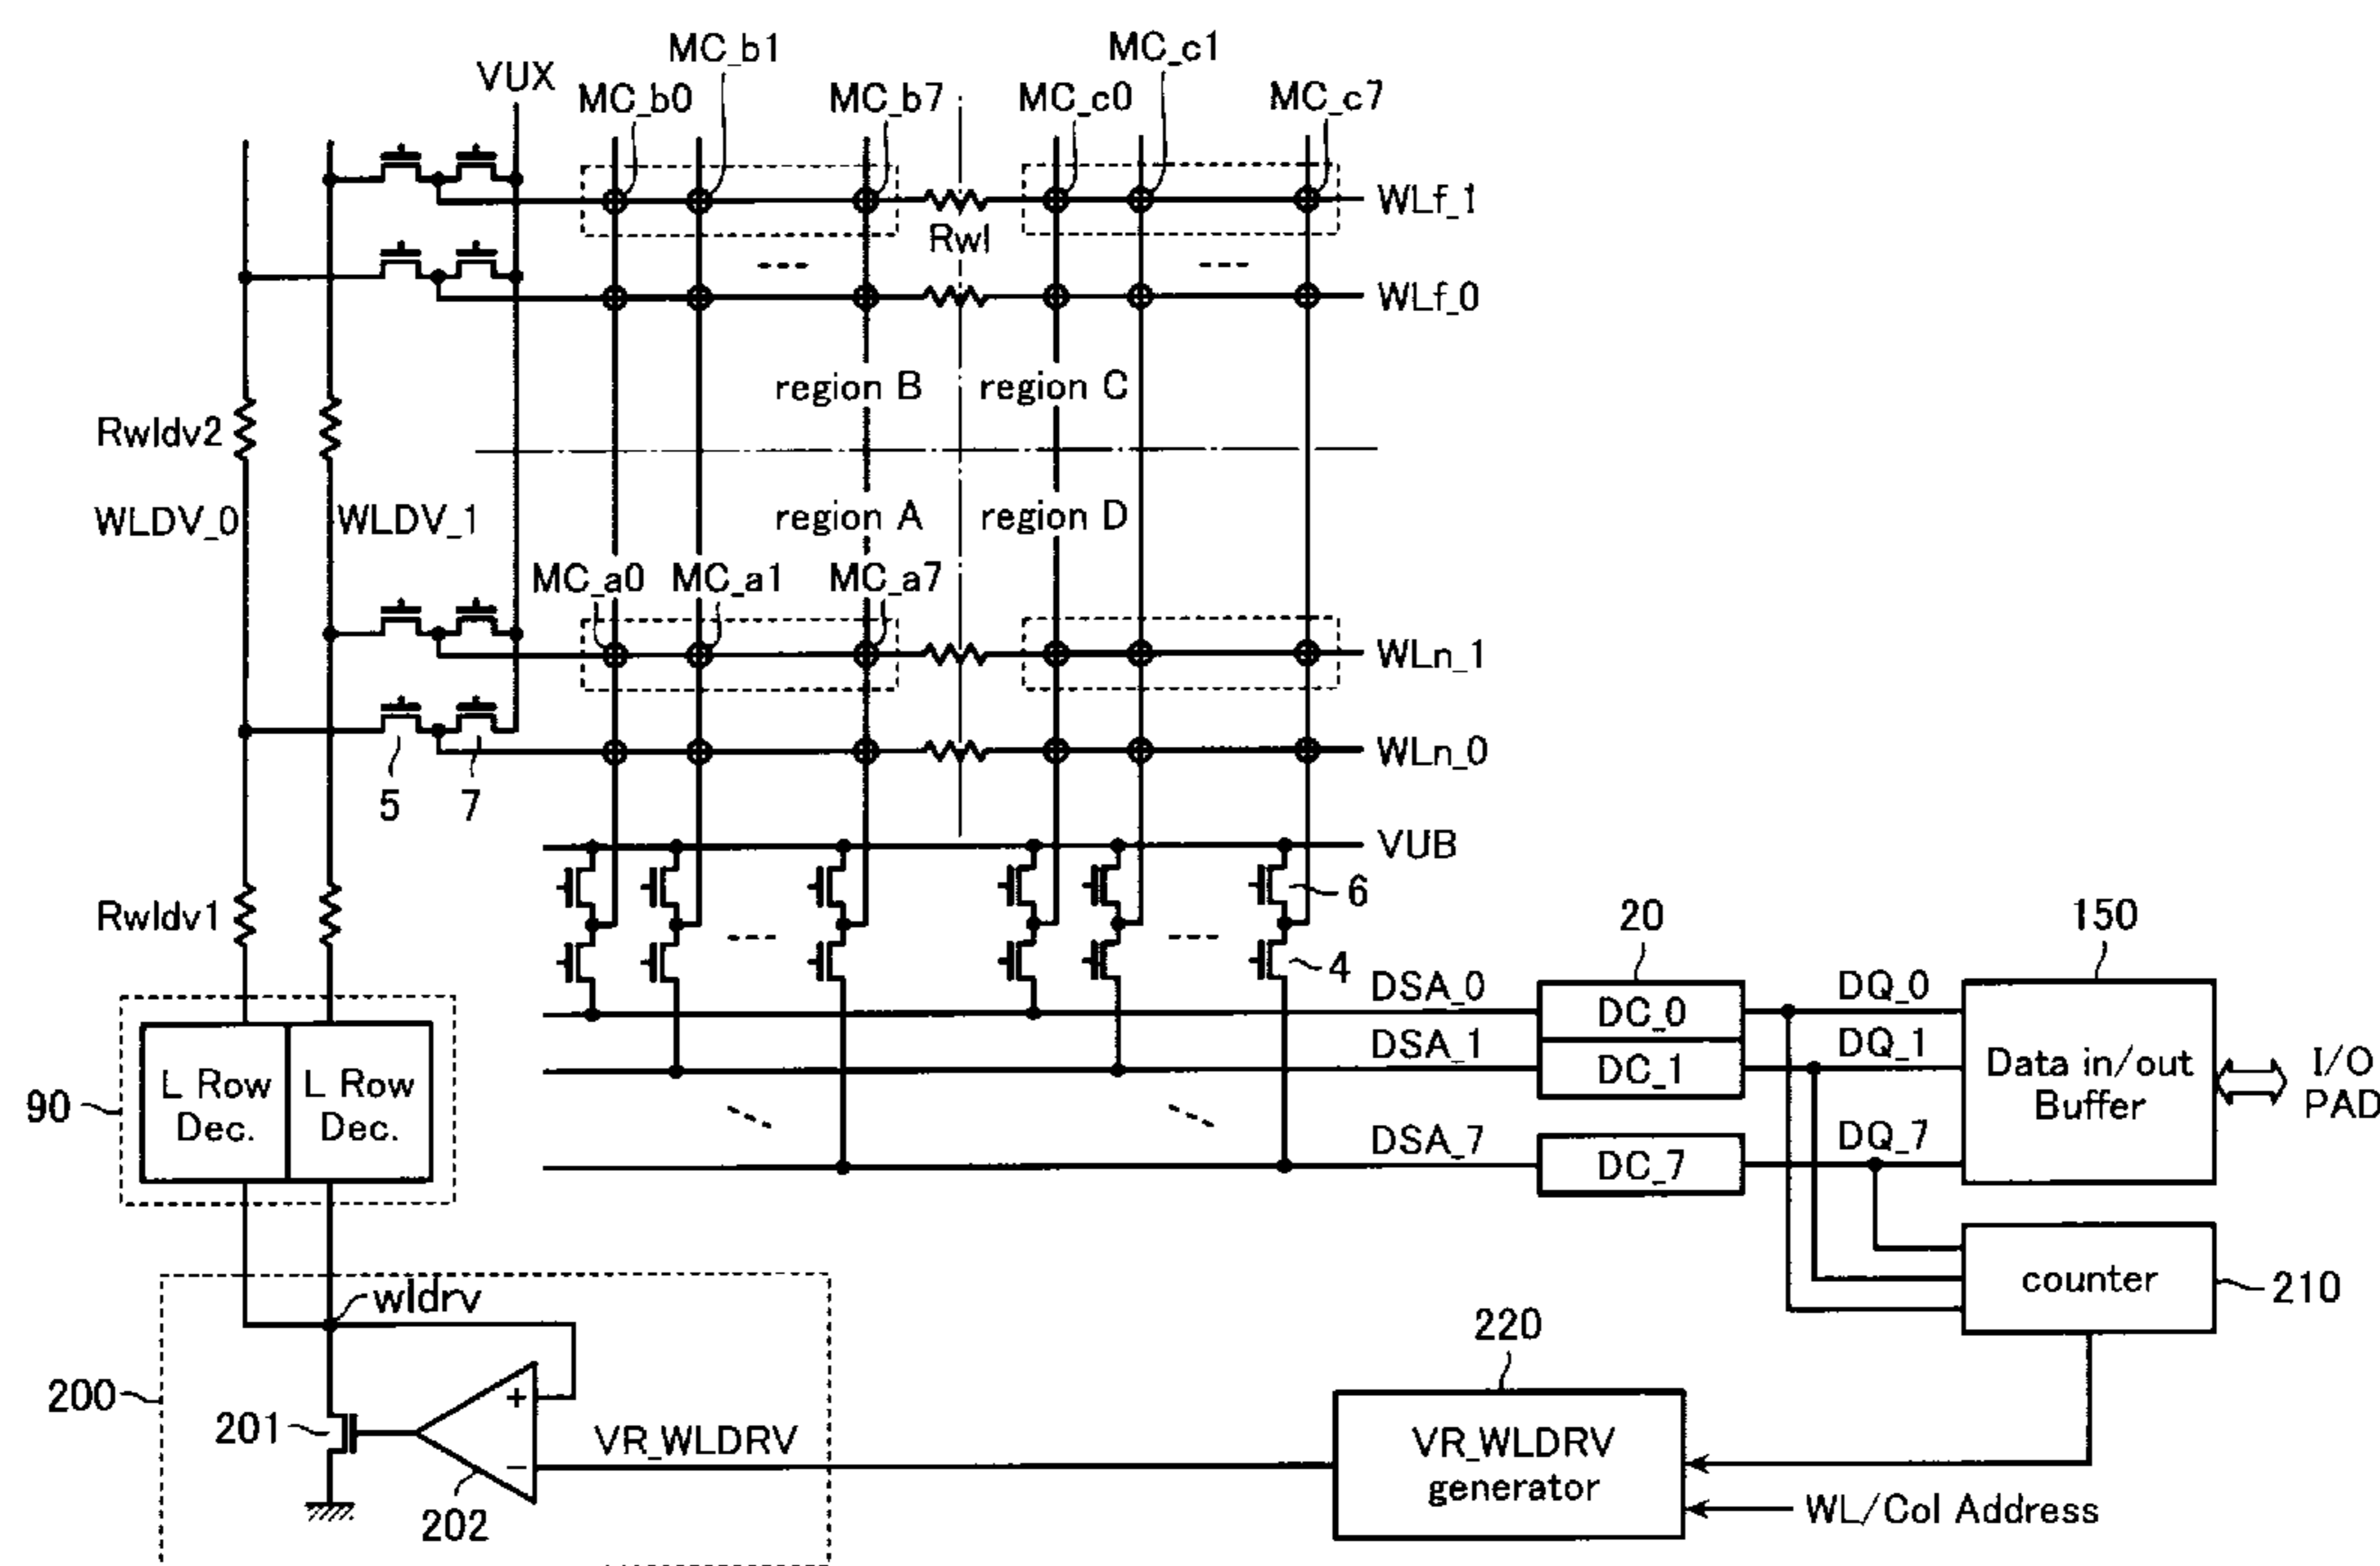 MC_b1
MC_c1
VUX
MC_b0
MC_b7
MC_c0
MC_c7
WLf_1
Rwl
WLf_0
region B
region C
Rwldv2
WLDV_0
WLDV_1
region A
region D
MC_a0
MC_a1
MC_a7
WLn_1
WLn_0
5
7
VUB
6
Rwldv1
20
150
4
DSA_0
DC_0
DQ_0
DSA_1
DC_1
DQ_1
Data in/out
Buffer
I/O
PAD
90
L Row
Dec.
L Row
Dec.
DSA_7
DC_7
DQ_7
wldrv
counter
210
220
200
+
201
VR_WLDRV
−
VR_WLDRV
generator
202
WL/Col Address